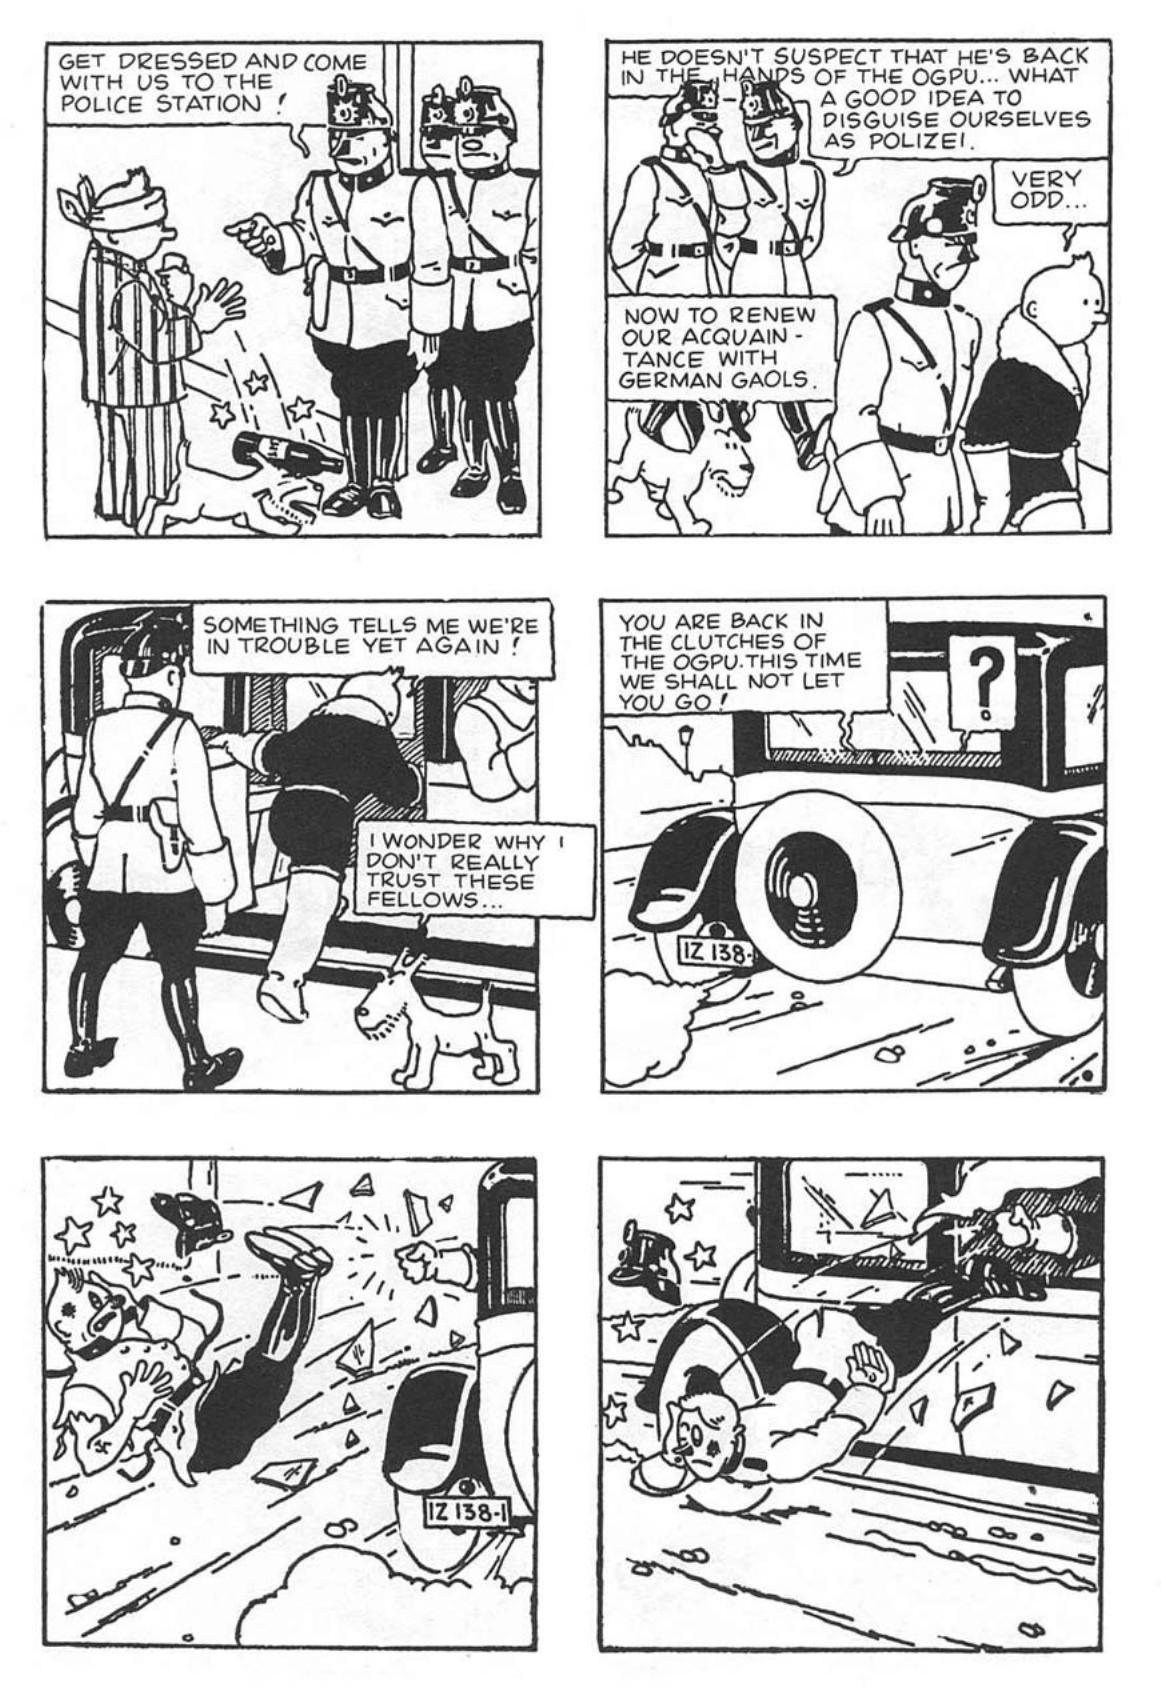 GET DRESSED AND COME
WITH US TO THE
POLICE STATION !
HE DOESN'T SUSPECT THAT HE'S BACK
IN THE HANDS OF THE OGPU... WHAT
A GOOD IDEA TO
DISGUISE OURSELVES
AS POLIZEI.
VERY
ODD...
NOW TO RENEW
OUR ACQUAIN -
TANCE WITH
GERMAN GAOLS.
SOMETHING TELLS ME WE'RE
IN TROUBLE YET AGAIN !
I WONDER WHY I
DON'T REALLY
TRUST THESE
FELLOWS...
YOU ARE BACK IN
THE CLUTCHES OF
THE OGPU. THIS TIME
WE SHALL NOT LET
YOU GO !
?
IZ 138-
IZ 138-1